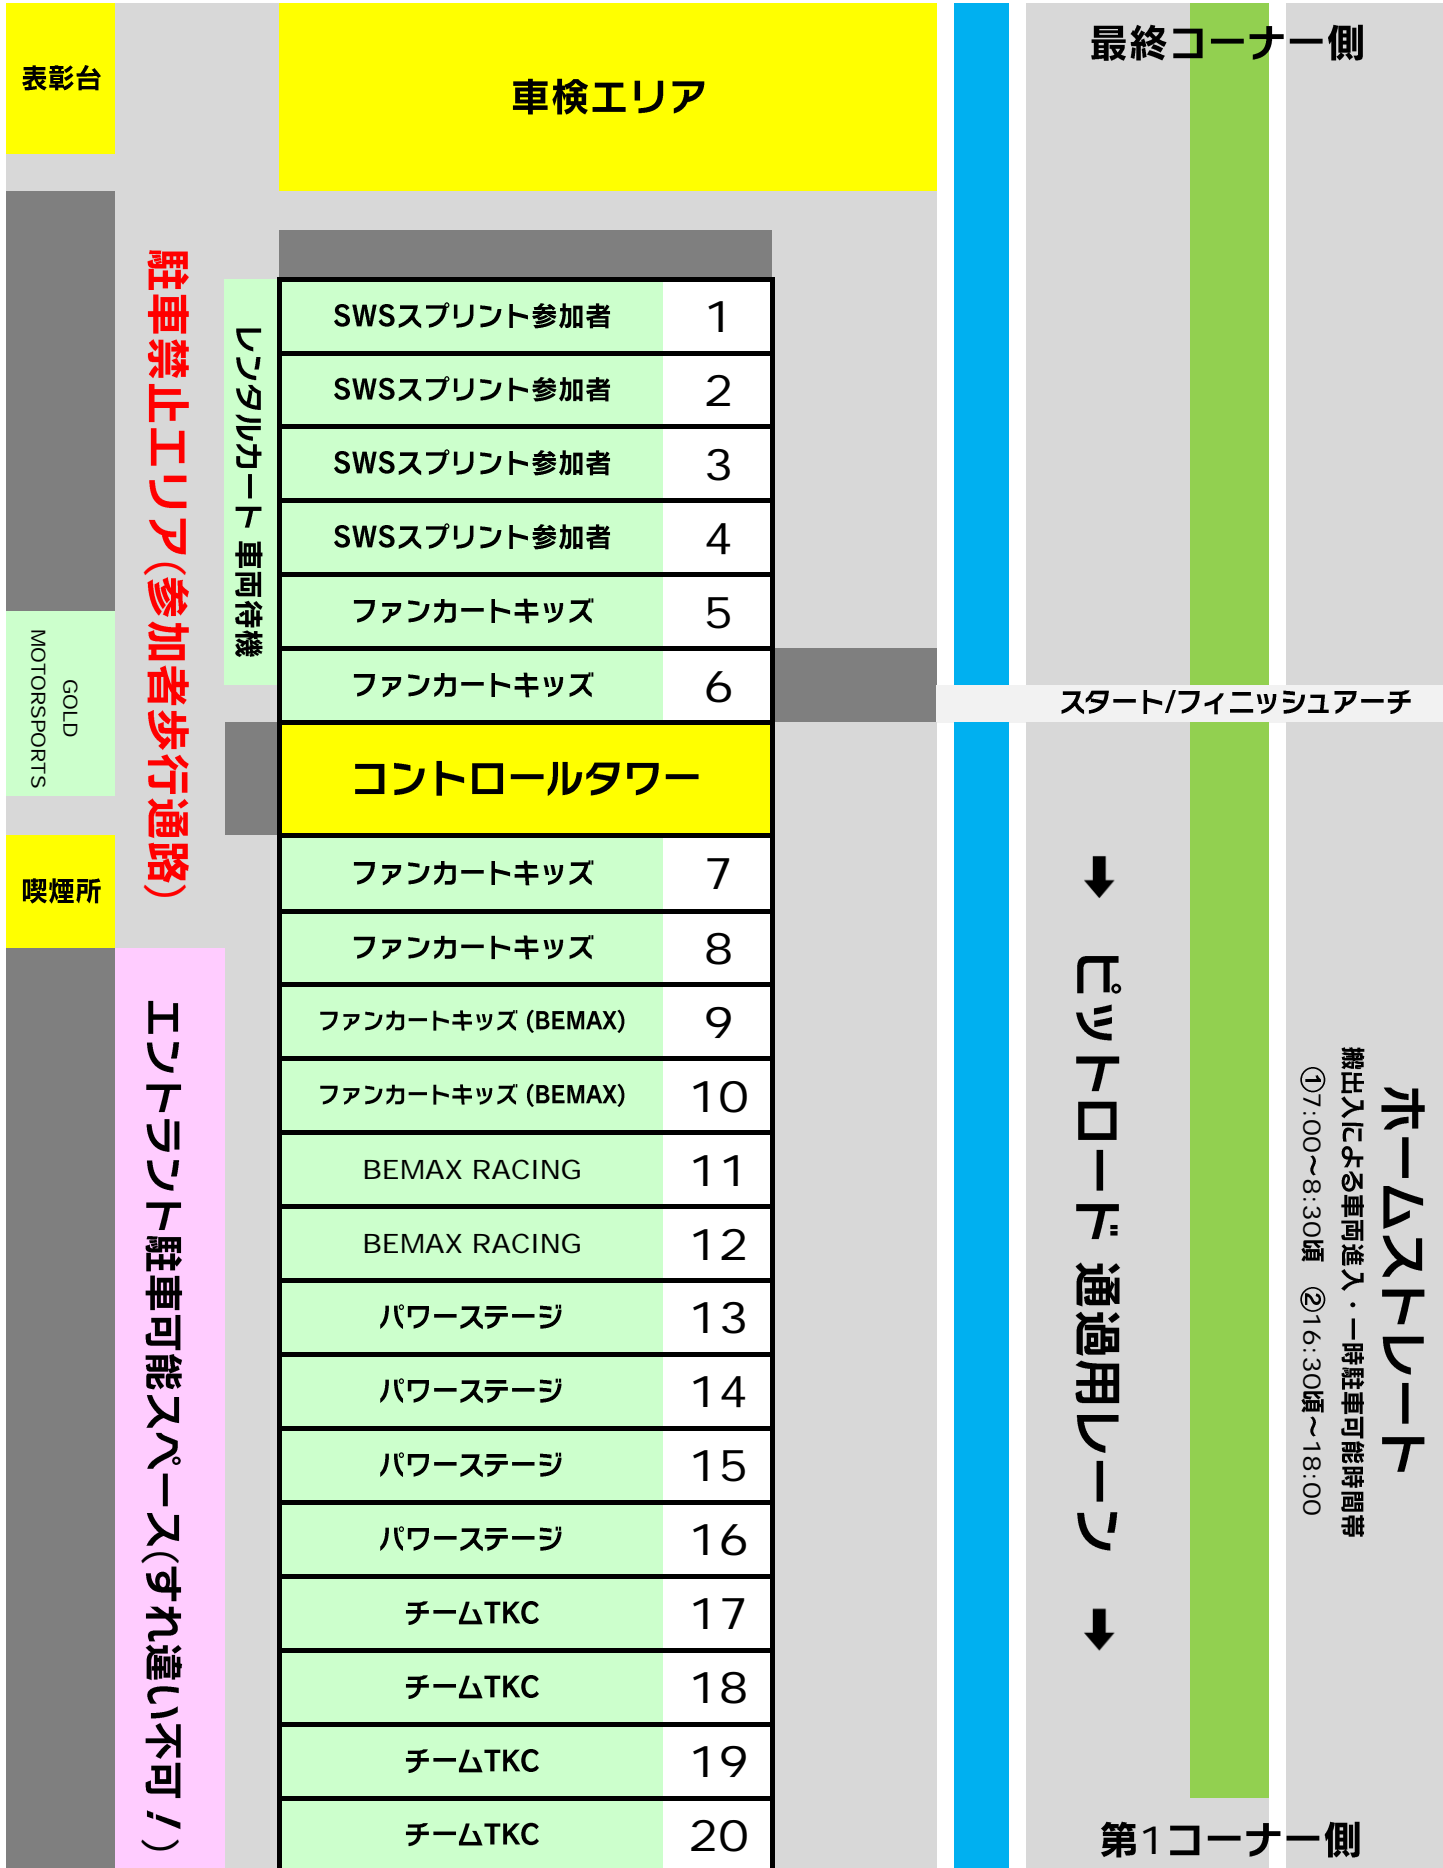 表彰台
車検エリア
最終コーナー側
駐車禁止エリア(参加者歩行通路)
レンタルカート 車両待機
SWSスプリント参加者 1
SWSスプリント参加者 2
SWSスプリント参加者 3
SWSスプリント参加者 4
ファンカートキッズ 5
ファンカートキッズ 6
GOLD
MOTORSPORTS
スタート/フィニッシュアーチ
コントロールタワー
喫煙所
ファンカートキッズ 7
ファンカートキッズ 8
ファンカートキッズ (BEMAX) 9
ファンカートキッズ (BEMAX) 10
BEMAX RACING 11
BEMAX RACING 12
パワーステージ 13
パワーステージ 14
パワーステージ 15
パワーステージ 16
チームTKC 17
チームTKC 18
チームTKC 19
チームTKC 20
エントラント駐車可能スペース(すれ違い不可！)
➡ ピットロード 通過用レーン ➡
ホームストレート
搬出入による車両進入・一時駐車可能時間帯
①7:00～8:30頃　②16:30頃～18:00
第1コーナー側